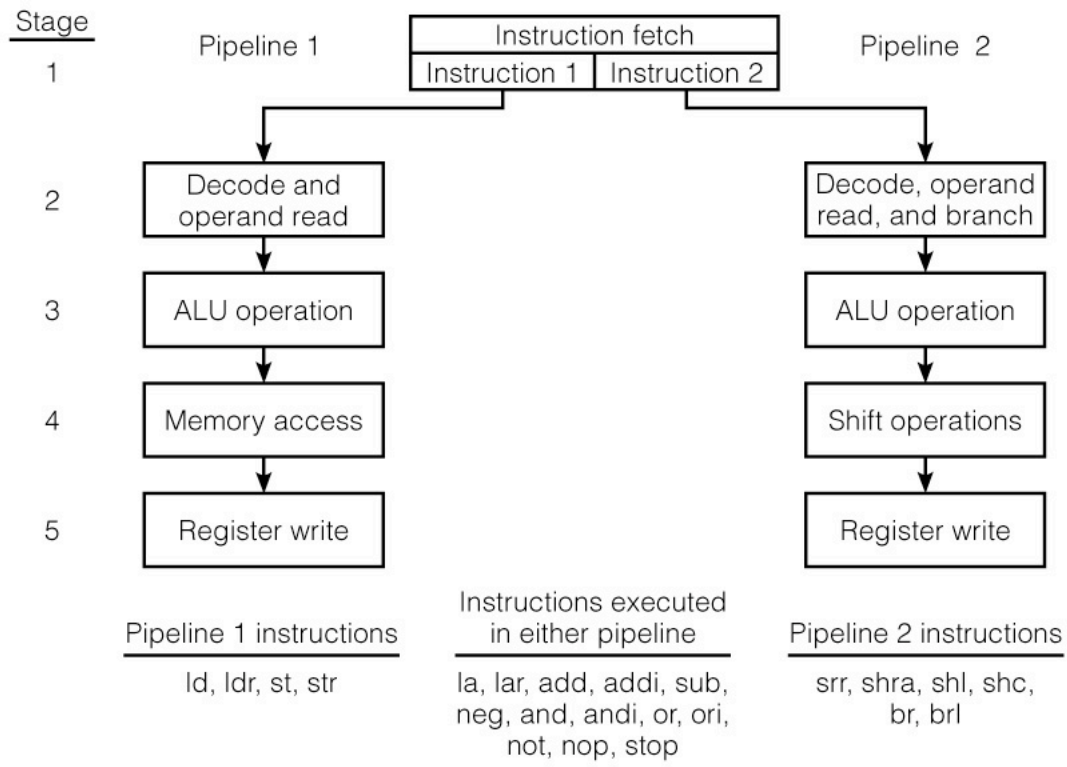 Stage
Pipeline 1
Instruction fetch
Pipeline 2
1
Instruction 1
Instruction 2
2
Decode and
operand read
Decode, operand
read, and branch
3
ALU operation
ALU operation
4
Memory access
Shift operations
5
Register write
Register write
Pipeline 1 instructions
ld, ldr, st, str
Instructions executed
in either pipeline
la, lar, add, addi, sub,
neg, and, andi, or, ori,
not, nop, stop
Pipeline 2 instructions
srr, shra, shl, shc,
br, brl